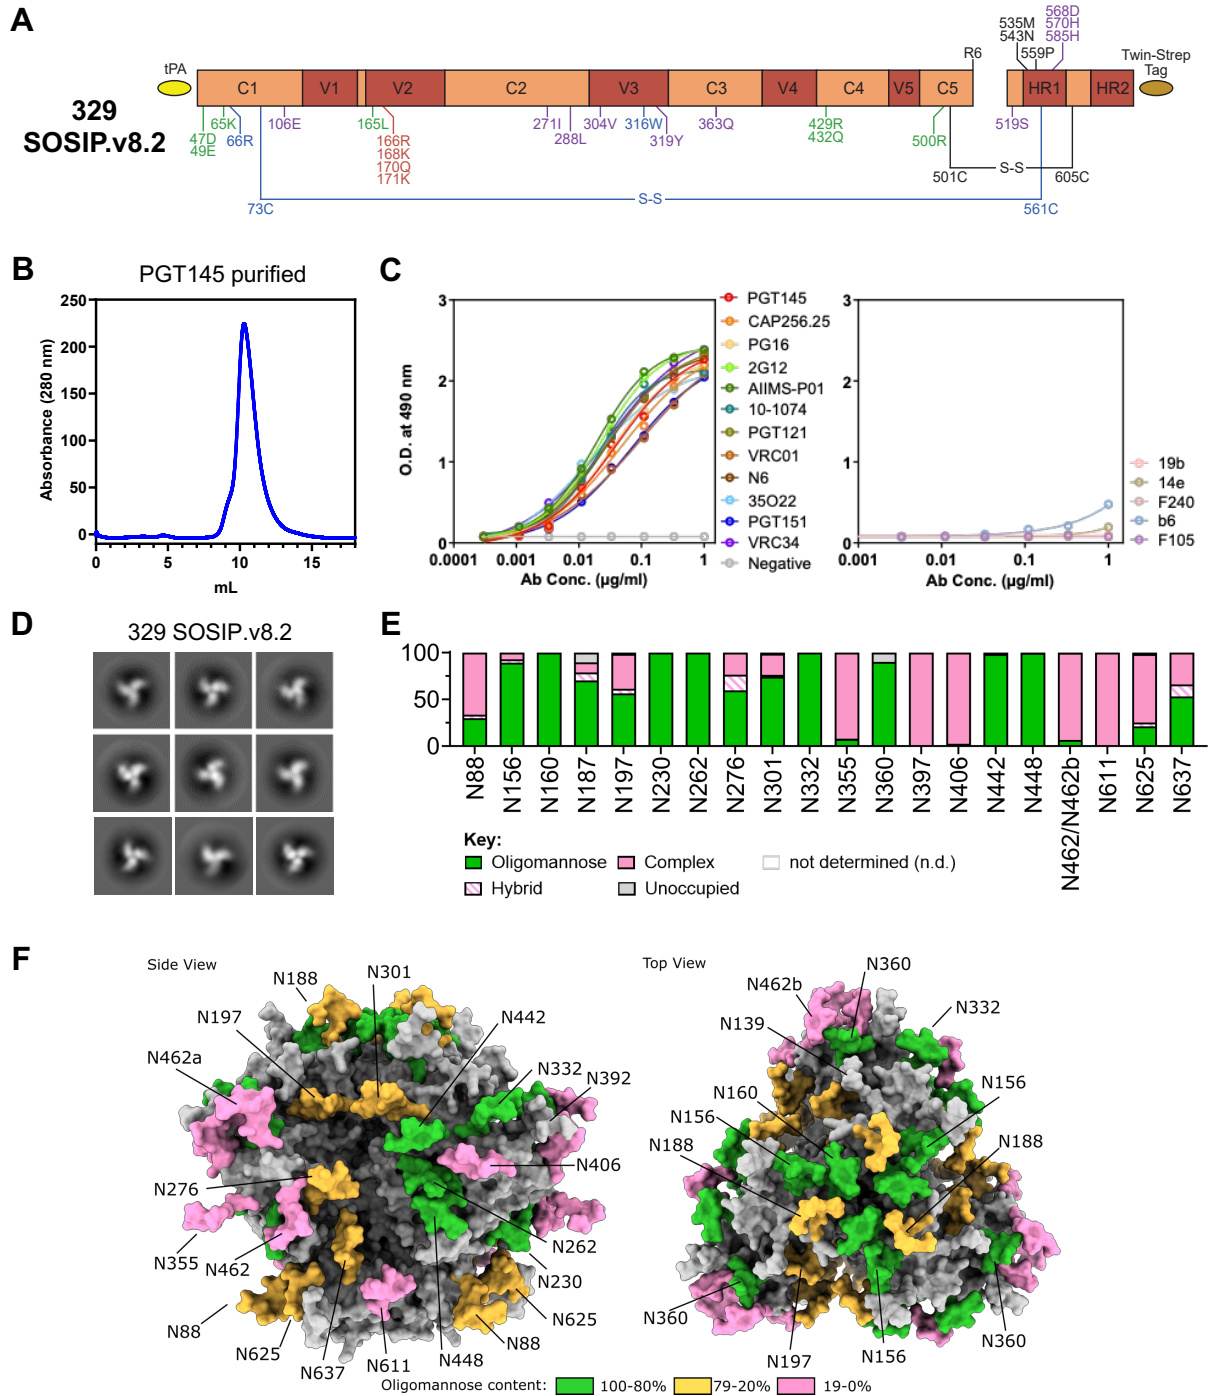 A
tPA
329
SOSIP.v8.2
C1
V1
V2
C2
V3
C3
V4
C4
V5
C5
R6
HR1
HR2
535M
543N
559P
568D
570H
585H
Twin-Strep
Tag
47D
49E
65K
66R
106E
165L
166R
168K
170Q
171K
271I
288L
304V
316W
319Y
363Q
429R
432Q
500R
519S
501C
S-S
605C
73C
S-S
561C
B
PGT145 purified
Absorbance (280 nm)
250
200
150
100
50
0
0
5
10
15
mL
C
O.D. at 490 nm
3
2
1
0
0.0001
0.001
0.01
0.1
1
Ab Conc. (µg/ml)
PGT145
CAP256.25
PG16
2G12
AIIMS-P01
10-1074
PGT121
VRC01
N6
35O22
PGT151
VRC34
Negative
3
2
1
0
0.001
0.01
0.1
1
Ab Conc. (µg/ml)
19b
14e
F240
b6
F105
D
329 SOSIP.v8.2
E
100
50
0
N88
N156
N160
N187
N197
N230
N262
N276
N301
N332
N355
N360
N397
N406
N442
N448
N462/N462b
N611
N625
N637
Key:
Oligomannose
Complex
not determined (n.d.)
Hybrid
Unoccupied
F
Side View
N188
N301
N197
N442
N462a
N332
N392
N406
N276
N262
N355
N462
N230
N88
N625
N625
N637
N611
N448
N88
Top View
N360
N462b
N332
N139
N160
N156
N156
N188
N188
N360
N360
N197
N156
Oligomannose content:
100-80%
79-20%
19-0%